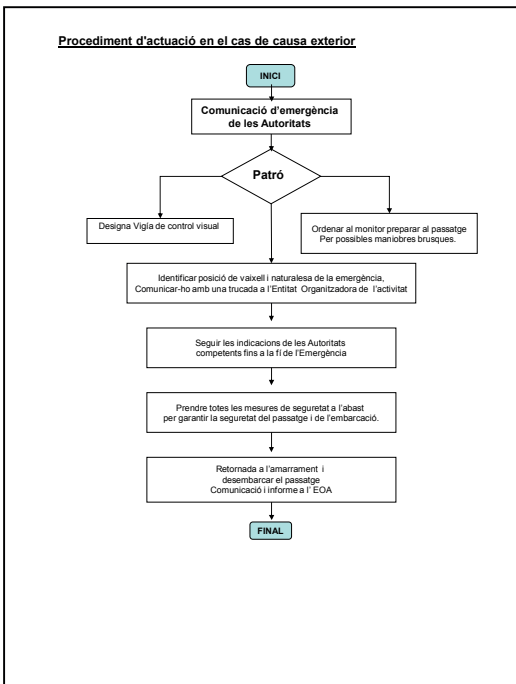 Procediment d'actuació en el cas de causa exterior
INICI
Comunicació d'emergència
de les Autoritats
Patró
Designa Vigía de control visual
Ordenar al monitor preparar al passatge
Per possibles maniobres brusques.
Identificar posició de vaixell i naturalesa de la emergència,
Comunicar-ho amb una trucada a l'Entitat Organitzadora de l'activitat
Seguir les indicacions de les Autoritats
competents fins a la fí de l'Emergència
Prendre totes les mesures de seguretat a l'abast
per garantir la seguretat del passatge i de l'embarcació.
Retornada a l'amarrament i
desembarcar el passatge
Comunicació i informe a l' EOA
FINAL